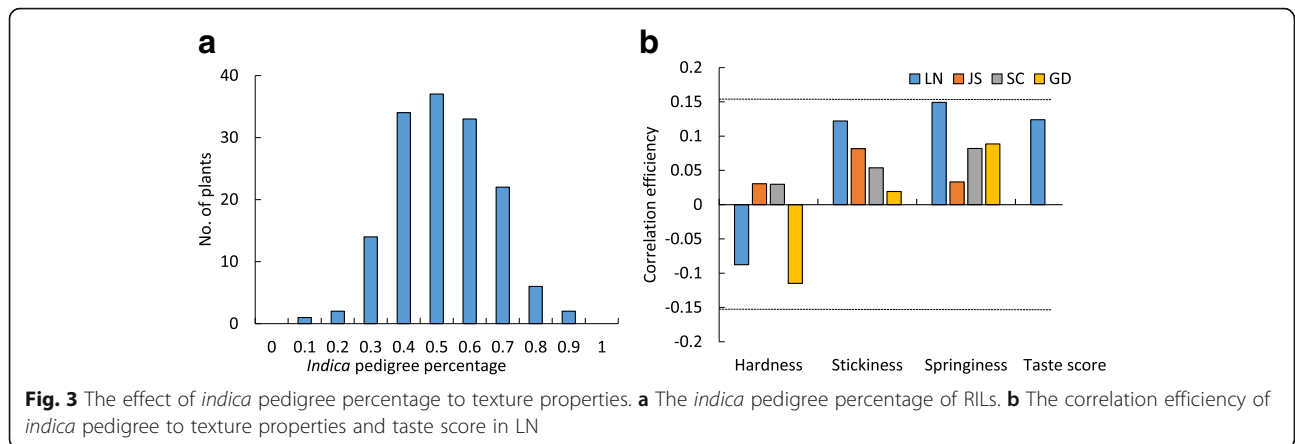 a
40
30
20
10
0
No. of plants
0 0.1 0.2 0.3 0.4 0.5 0.6 0.7 0.8 0.9 1
Indica pedigree percentage
b
LN JS SC GD
0.2
0.15
0.1
0.05
0
-0.05
-0.1
-0.15
-0.2
Correlation efficiency
Hardness Stickiness Springiness Taste score
Fig. 3 The effect of indica pedigree percentage to texture properties. a The indica pedigree percentage of RILs. b The correlation efficiency of
indica pedigree to texture properties and taste score in LN